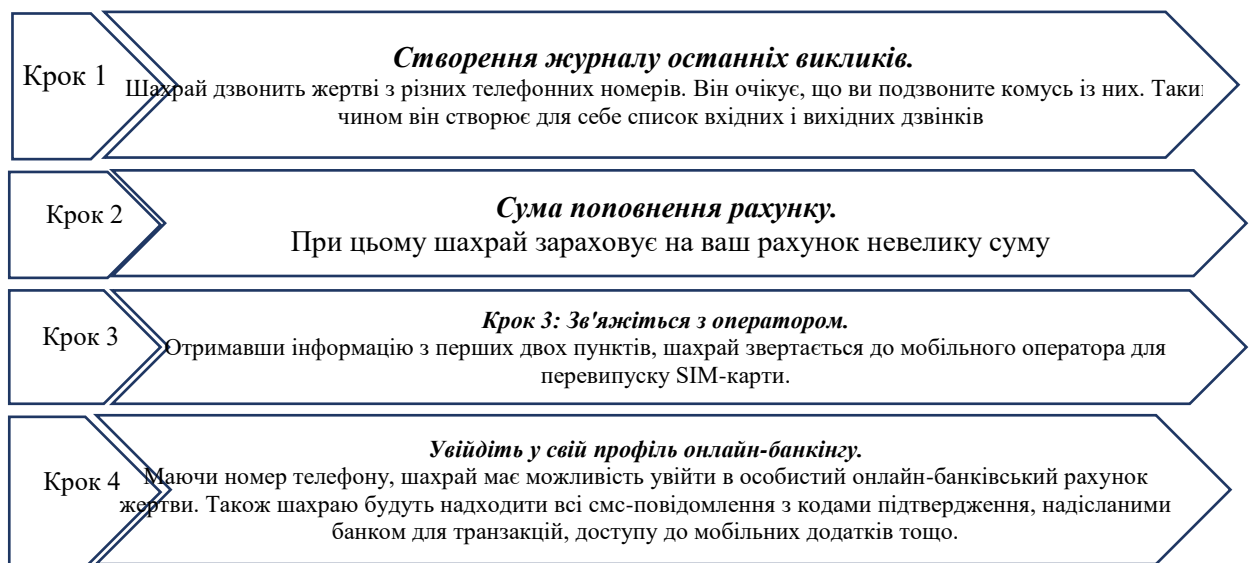 Крок 1
Створення журналу останніх викликів.
Шахрай дзвонить жертві з різних телефонних номерів. Він очікує, що ви подзвоните комусь із них. Таки
чином він створює для себе список вхідних і вихідних дзвінків
Крок 2
Сума поповнення рахунку.
При цьому шахрай зараховує на ваш рахунок невелику суму
Крок 3
Крок 3: Зв'яжіться з оператором.
Отримавши інформацію з перших двох пунктів, шахрай звертається до мобільного оператора для
перевипуску SIM-карти.
Крок 4
Увійдіть у свій профіль онлайн-банкінгу.
Маючи номер телефону, шахрай має можливість увійти в особистий онлайн-банківський рахунок
жертви. Також шахраю будуть надходити всі смс-повідомлення з кодами підтвердження, надісланими
банком для транзакцій, доступу до мобільних додатків тощо.